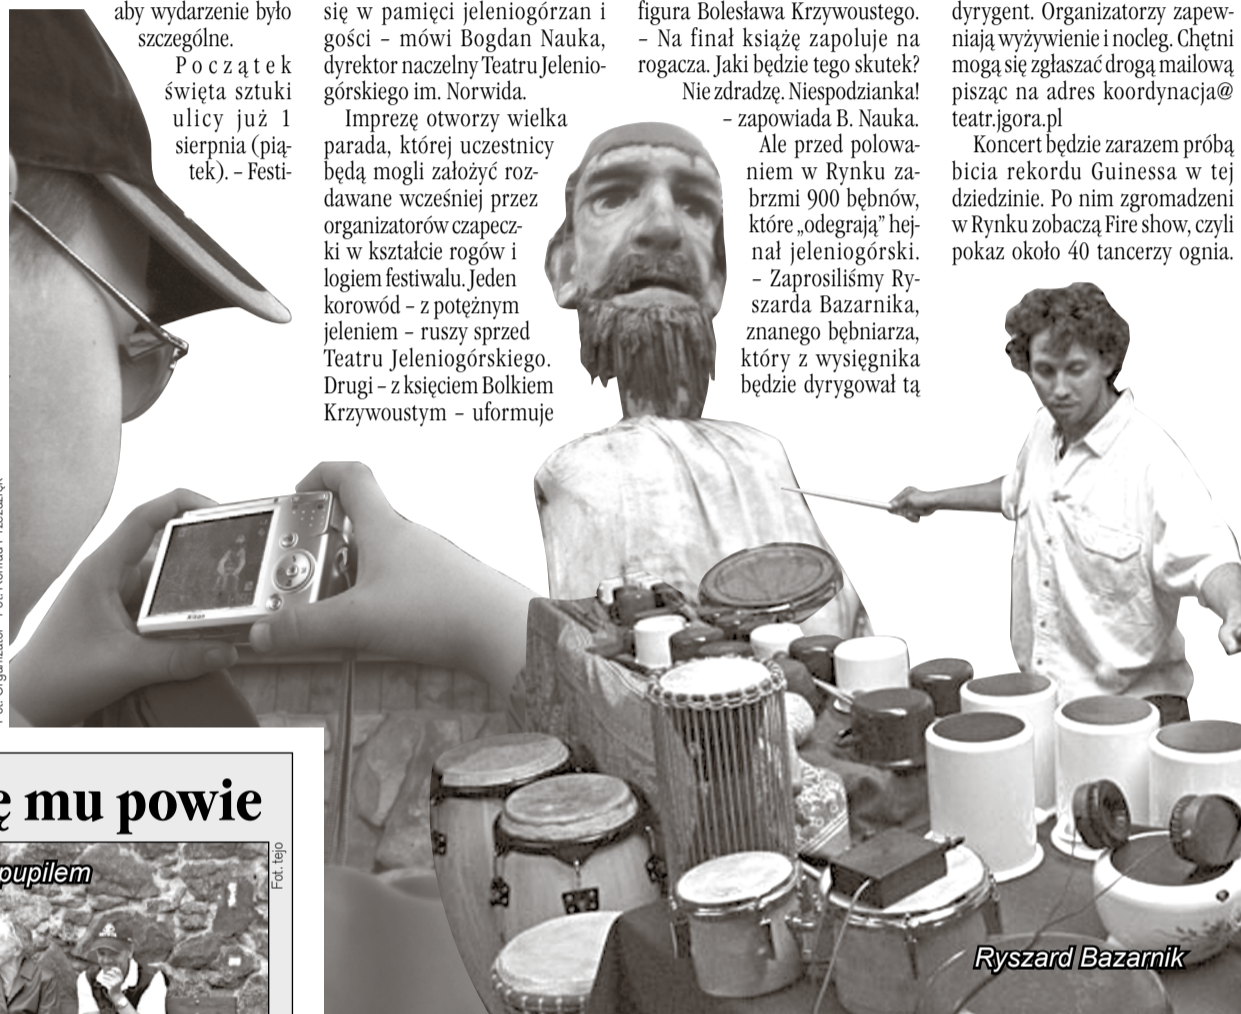 aby wydarzenie było
szczególne.
Początek
święta sztuki
ulicy już 1
sierpnia (pią-
tek). – Festi-
się w pamięci jeleniogórzan i
gości – mówi Bogdan Nauka,
dyrektor naczelny Teatru Jelenio-
górskiego im. Norwida.
Imprezę otworzy wielka
parada, której uczestnicy
będą mogli założyć roz-
dawane wcześniej przez
organizatorów czapecz-
ki w kształcie rogów i
logiem festiwalu. Jeden
korowód – z potężnym
jeleniem – ruszy sprzed
Teatru Jeleniogórskiego.
Drugi – z księciem Bolkiem
Krzywoustym – uformuje
figura Bolesława Krzywoustego.
– Na finał książę zapoluje na
rogacza. Jaki będzie tego skutek?
Nie zdradzę. Niespodzianka!
– zapowiada B. Nauka.
Ale przed polowa-
niem w Rynku za-
brzmi 900 bębnów,
które „odegrają” hej-
nał jeleniogórski.
– Zaprosiliśmy Ry-
szarda Bazarnika,
znanego bębniarza,
który z wysięgnika
będzie dyrygował tą
dyrygent. Organizatorzy zapew-
niają wyżywienie i nocleg. Chętni
mogą się zgłaszać drogą mailową
pisząc na adres koordynacja@
teatr.jgora.pl
Koncert będzie zarazem próbą
bicia rekordu Guinessa w tej
dziedzinie. Po nim zgromadzeni
w Rynku zobaczą Fire show, czyli
pokaz około 40 tancerzy ognia.
Nikon
ę mu powie
pupilem
Fot. tejo
Ryszard Bazarnik